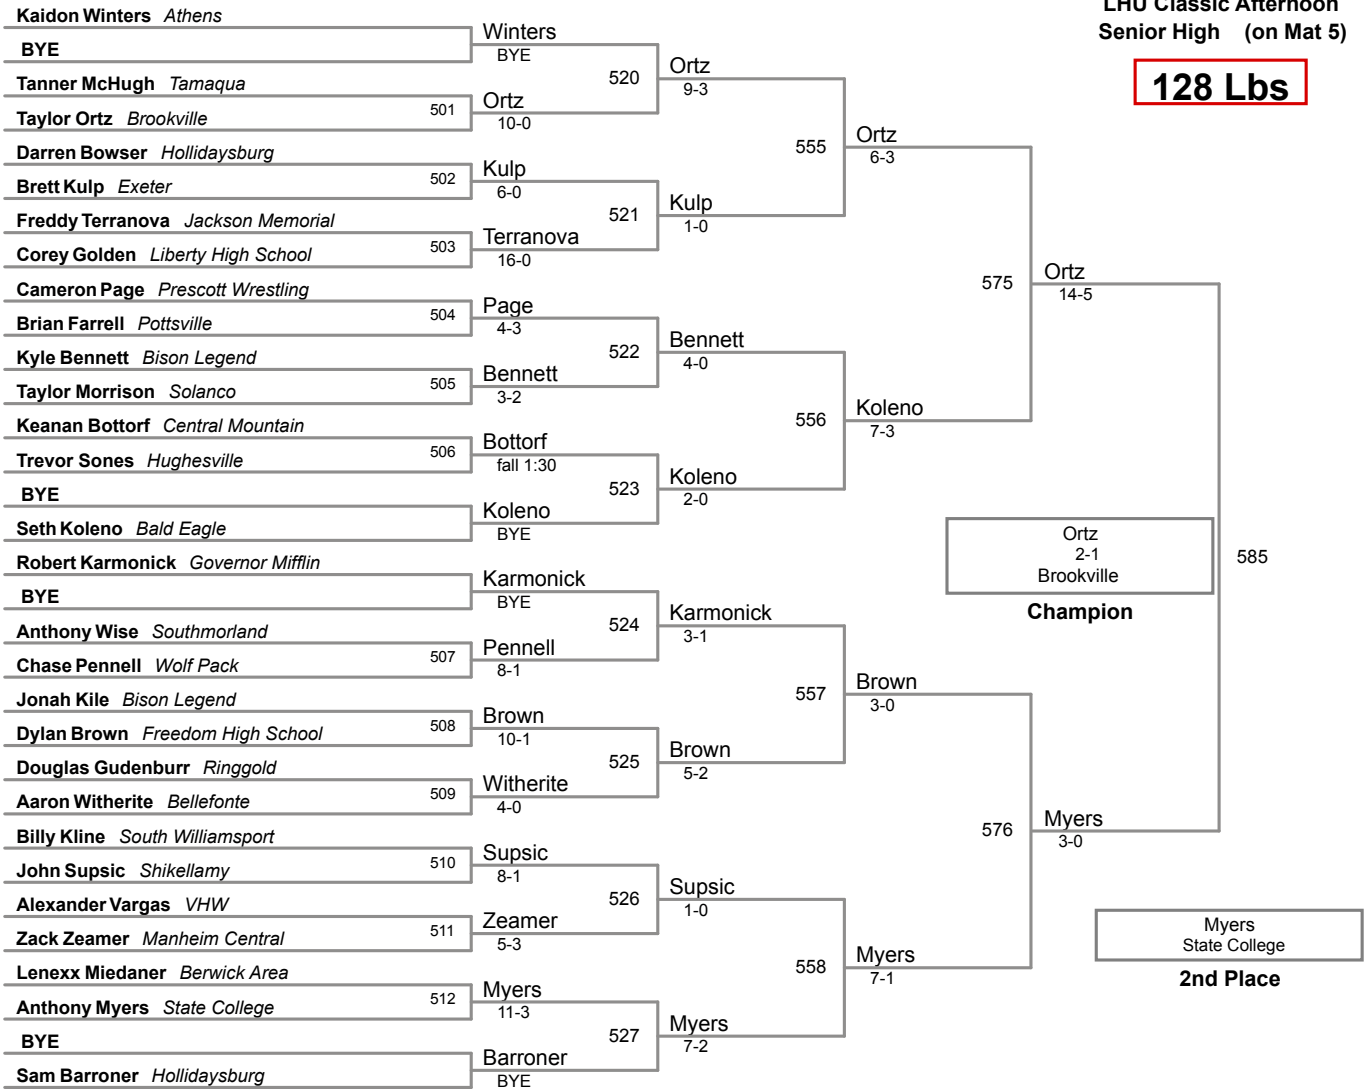 LHU Classic Afternoon
Senior High (on Mat 5)
128 Lbs
Kaidon Winters Athens
BYE
Tanner McHugh Tamaqua
Taylor Ortz Brookville
Darren Bowser Hollidaysburg
Brett Kulp Exeter
Freddy Terranova Jackson Memorial
Corey Golden Liberty High School
Cameron Page Prescott Wrestling
Brian Farrell Pottsville
Kyle Bennett Bison Legend
Taylor Morrison Solanco
Keanan Bottorf Central Mountain
Trevor Sones Hughesville
BYE
Seth Koleno Bald Eagle
Robert Karmonick Governor Mifflin
BYE
Anthony Wise Southmorland
Chase Pennell Wolf Pack
Jonah Kile Bison Legend
Dylan Brown Freedom High School
Douglas Gudenburr Ringgold
Aaron Witherite Bellefonte
Billy Kline South Williamsport
John Supsic Shikellamy
Alexander Vargas VHW
Zack Zeamer Manheim Central
Lenexx Miedaner Berwick Area
Anthony Myers State College
BYE
Sam Barroner Hollidaysburg
501
502
503
504
505
506
507
508
509
510
511
512
Winters
BYE
Ortz
10-0
Kulp
6-0
Terranova
16-0
Page
4-3
Bennett
3-2
Bottorf
fall 1:30
Koleno
BYE
Karmonick
BYE
Pennell
8-1
Brown
10-1
Witherite
4-0
Supsic
8-1
Zeamer
5-3
Myers
11-3
Barroner
BYE
520
521
522
523
524
525
526
527
Ortz
9-3
Kulp
1-0
Bennett
4-0
Koleno
2-0
Karmonick
3-1
Brown
5-2
Supsic
1-0
Myers
7-2
555
556
557
558
Ortz
6-3
Koleno
7-3
Brown
3-0
Myers
7-1
575
576
Ortz
14-5
Myers
3-0
585
Ortz
2-1
Brookville
Champion
Myers
State College
2nd Place